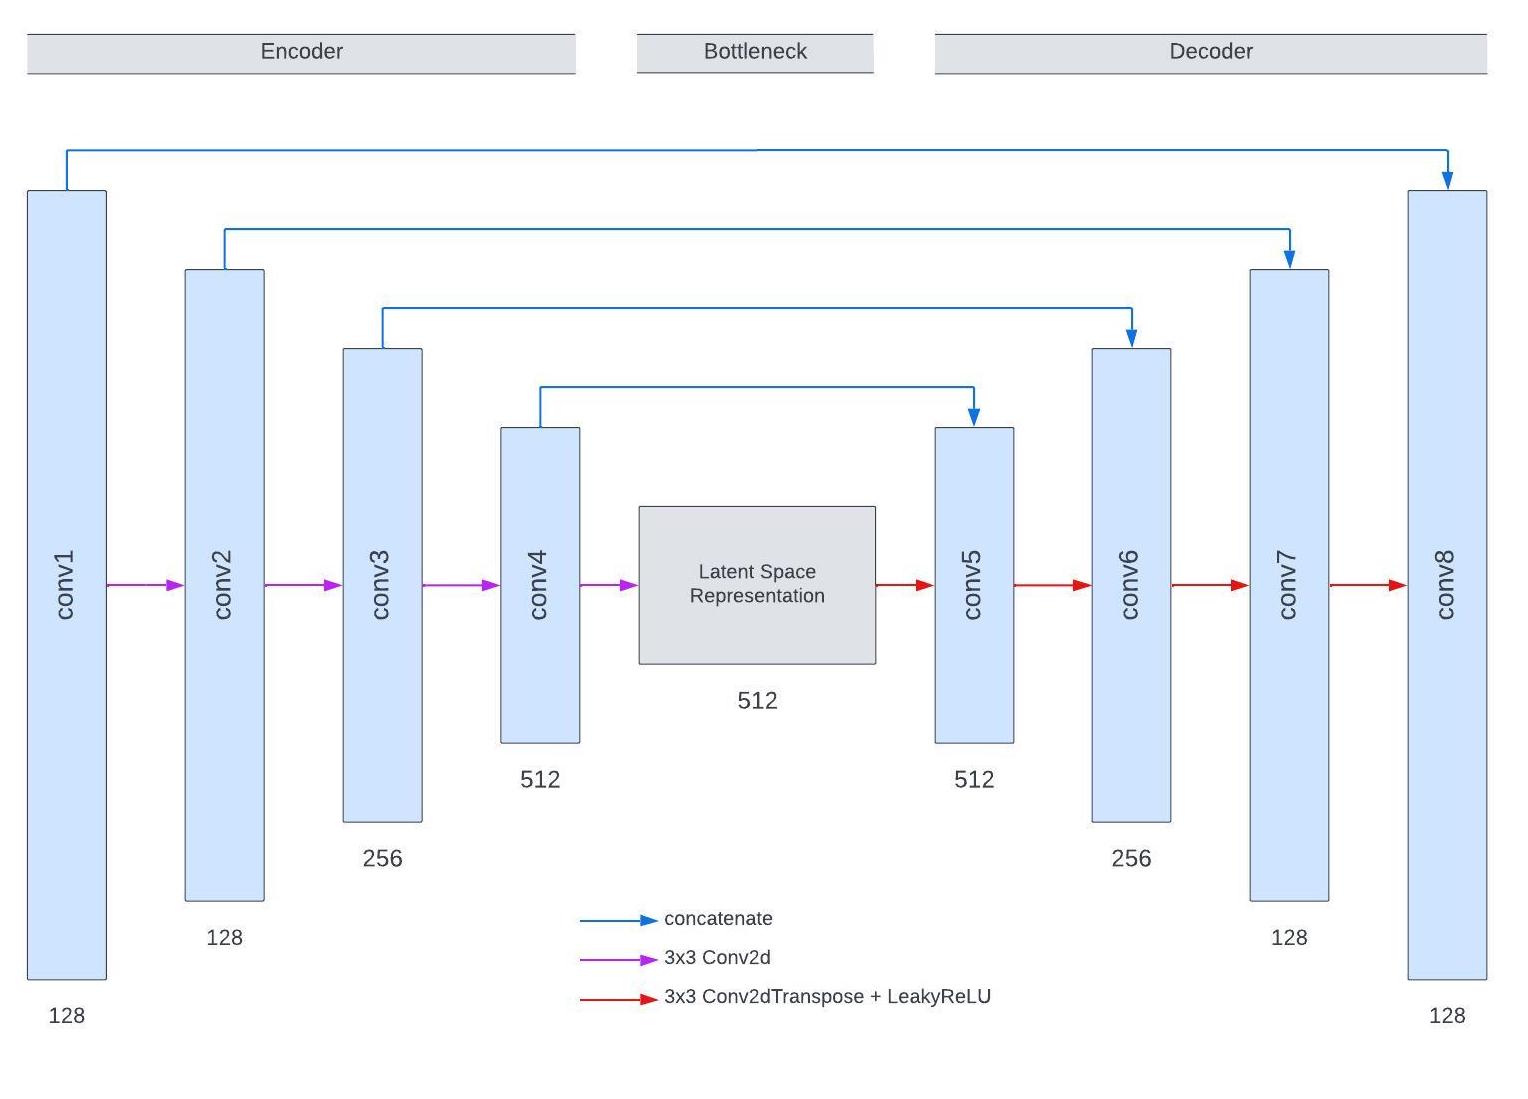 Encoder
Bottleneck
Decoder
conv1
conv2
conv3
conv4
Latent Space
Representation
conv5
conv6
conv7
conv8
512
512
512
256
256
128
128
128
128
concatenate
3x3 Conv2d
3x3 Conv2dTranspose + LeakyReLU